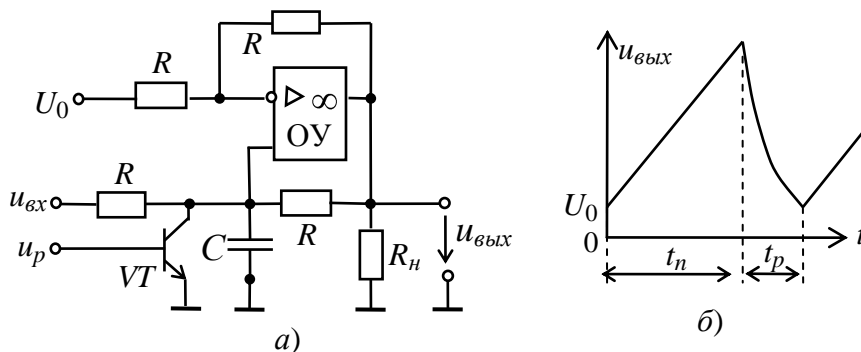 R
R
U₀
▷ ∞
ОУ
uвх
R
uр
VT
C
R
Rн
uвых
а)
uвых
U₀
0
t
tп
tр
б)